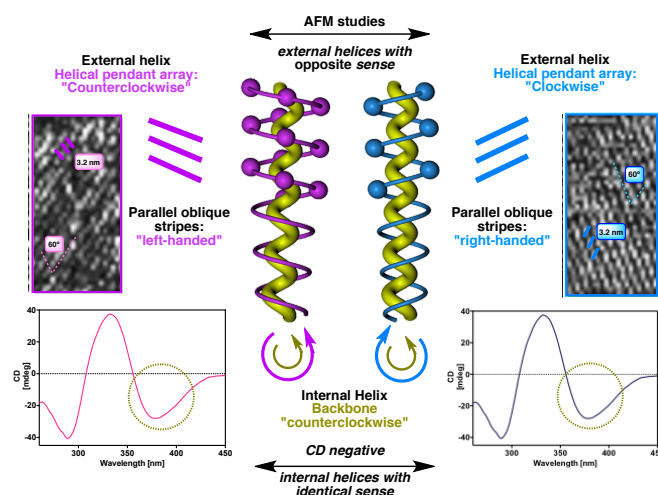 AFM studies
external helices with
opposite sense
External helix
Helical pendant array:
"Counterclockwise"
External helix
Helical pendant array:
"Clockwise"
3.2 nm
60º
60º
3.2 nm
Parallel oblique
stripes:
"left-handed"
Parallel oblique
stripes:
"right-handed"
40
20
0
-20
-40
CD
[mdeg]
300
350
400
450
Wavelength [nm]
Internal Helix
Backbone
"counterclockwise"
CD negative
internal helices with
identical sense
40
20
0
-20
-40
CD
[mdeg]
300
350
400
450
Wavelength [nm]